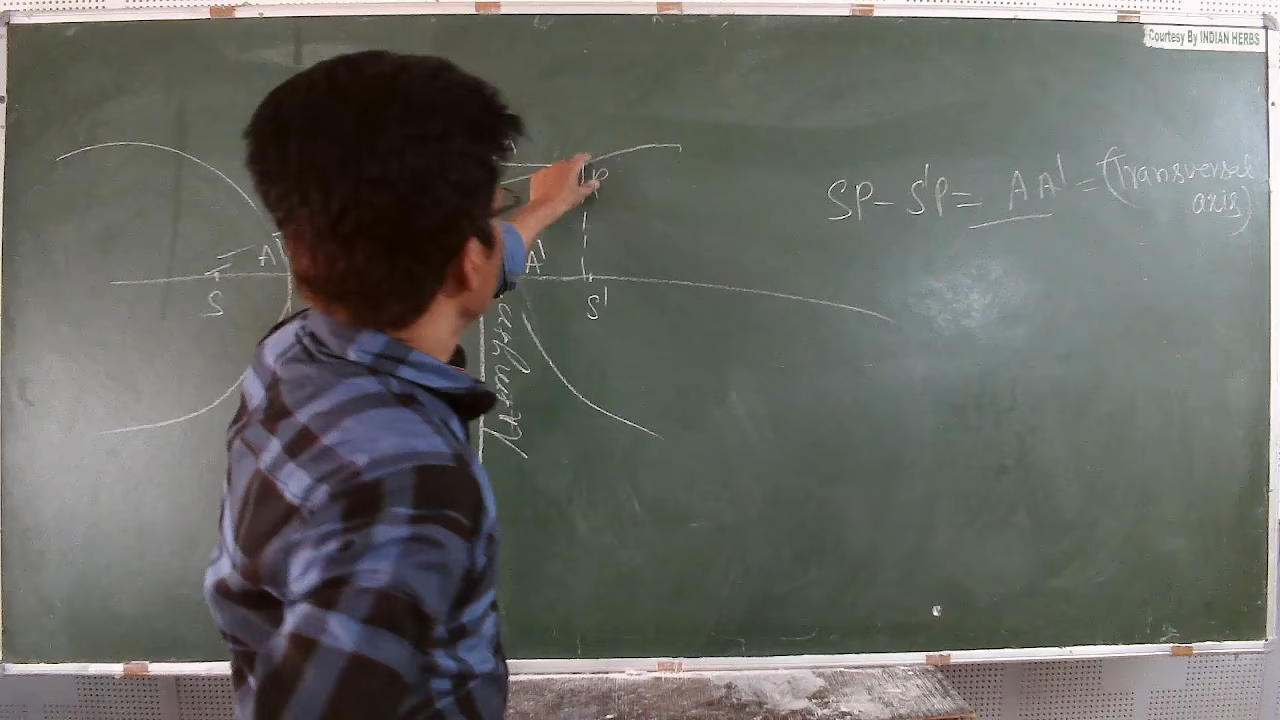 Courtesy By INDIAN HERBS
SP - S'P = AA' = (Transversal
axis)
P
A
A'
S
S'